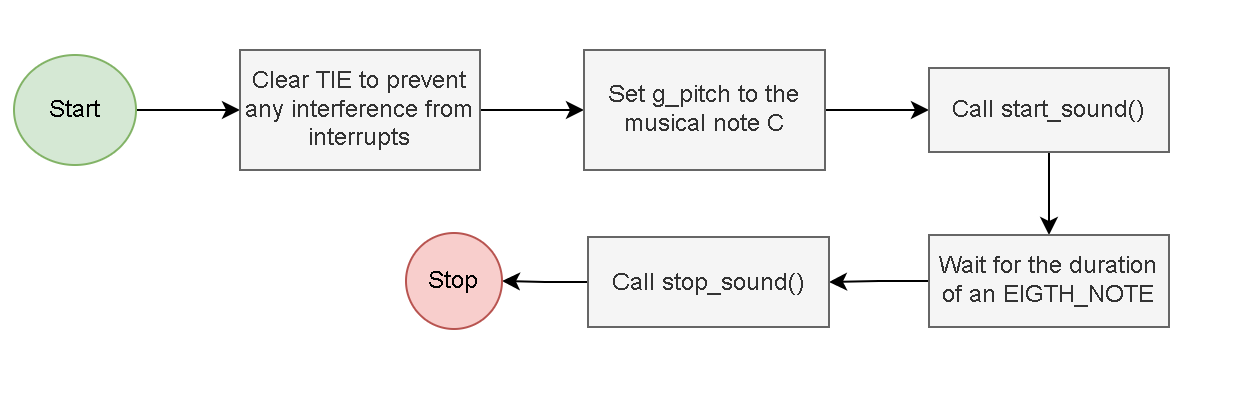 Start
Clear TIE to prevent
any interference from
interrupts
Set g_pitch to the
musical note C
Call start_sound()
Wait for the duration
of an EIGTH_NOTE
Call stop_sound()
Stop